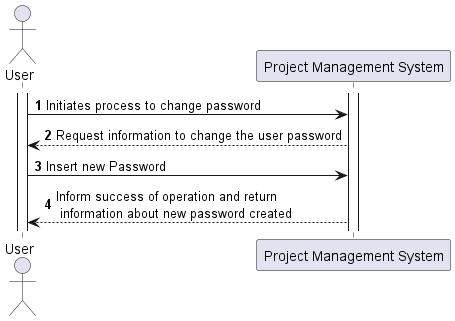 User
Project Management System
1 Initiates process to change password
2 Request information to change the user password
3 Insert new Password
4 Inform success of operation and return
information about new password created
User
Project Management System